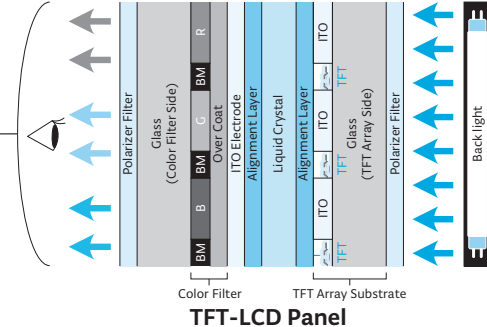 Polarizer Filter
Glass
(Color Filter Side)
R
BM
G
BM
B
BM
Over Coat
ITO Electrode
Alignment Layer
Liquid Crystal
Alignment Layer
ITO
TFT
ITO
TFT
ITO
TFT
Glass
(TFT Array Side)
Polarizer Filter
Back light
Color Filter
TFT Array Substrate
TFT-LCD Panel